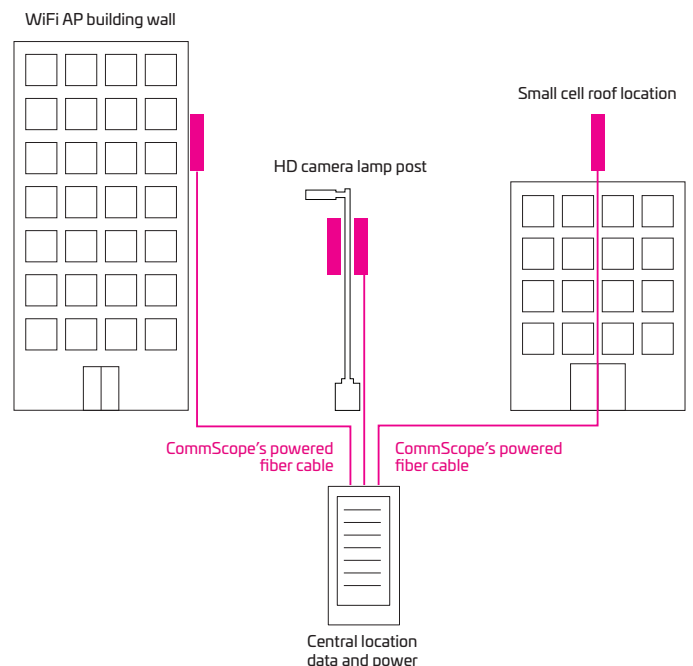 WiFi AP building wall
Small cell roof location
HD camera lamp post
CommScope’s powered
fiber cable
CommScope’s powered
fiber cable
Central location
data and power